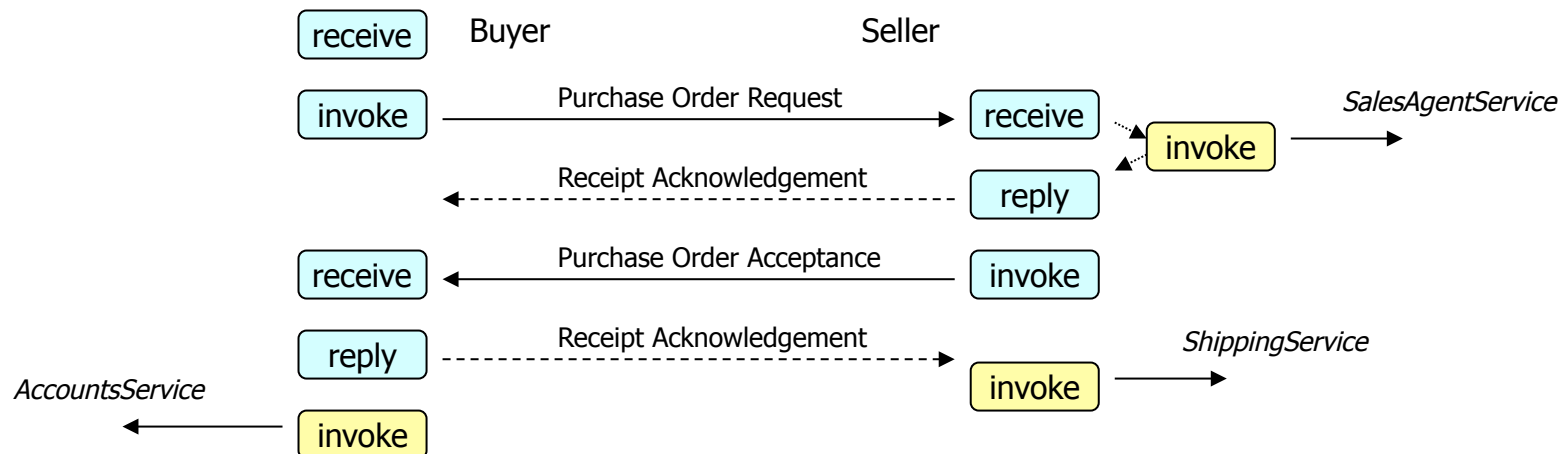 receive Buyer Seller
invoke Purchase Order Request receive SalesAgentService
invoke
Receipt Acknowledgement reply
receive Purchase Order Acceptance invoke
reply Receipt Acknowledgement ShippingService
invoke
AccountsService
invoke